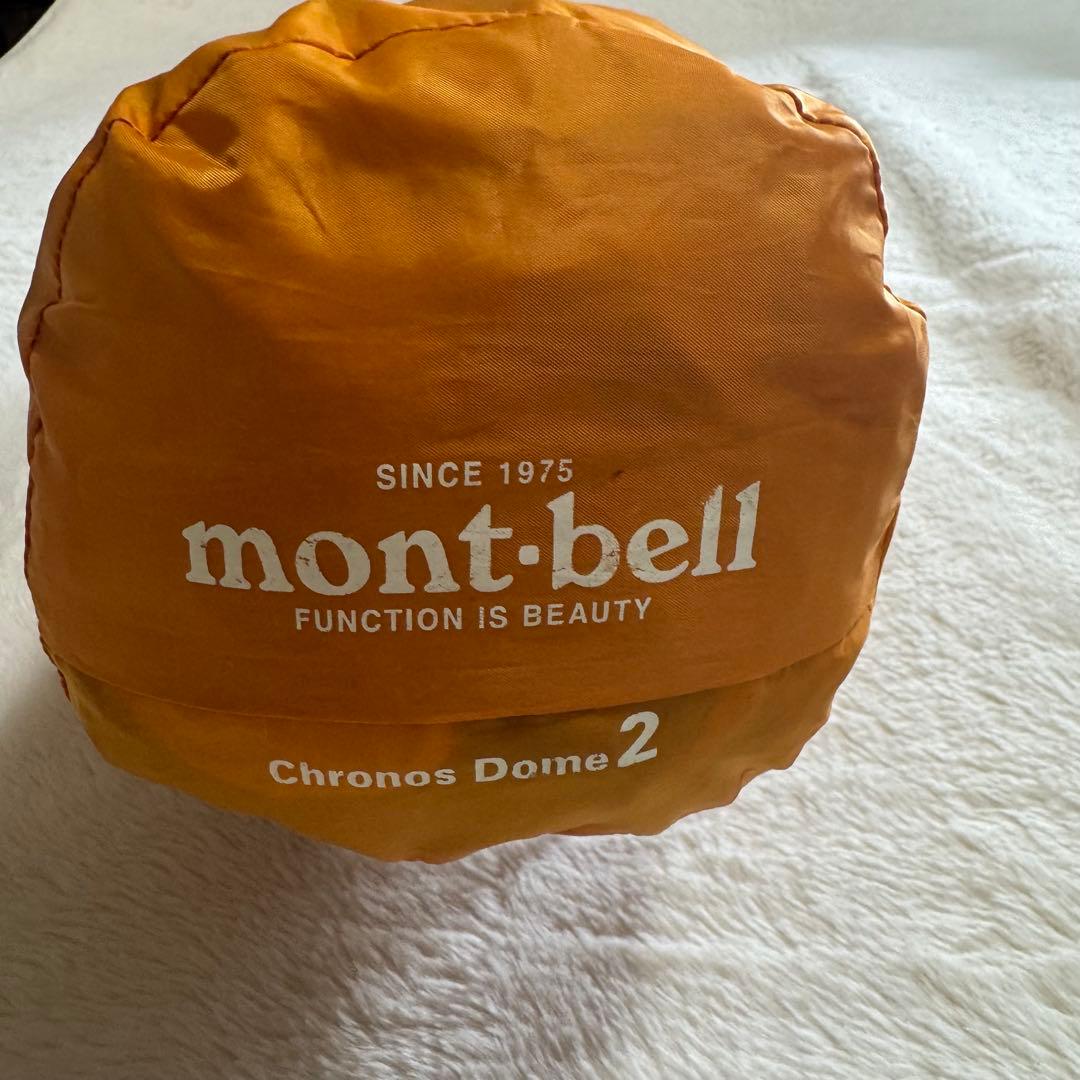 SINCE 1975
mont·bell
FUNCTION IS BEAUTY
Chronos Dome 2